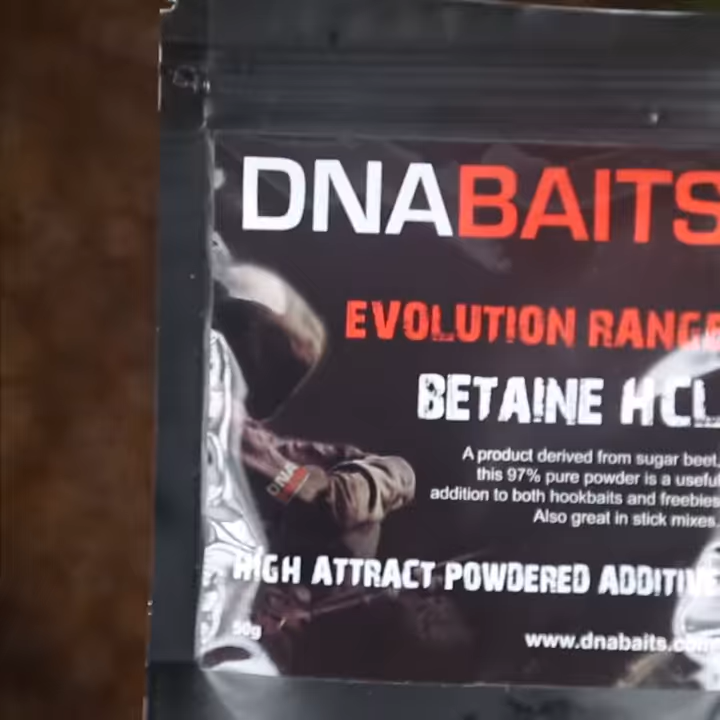 DNABAITS
EVOLUTION RANGE
BETAINE HCL
A product derived from sugar beet,
this 97% pure powder is a useful
addition to both hookbaits and freebies.
Also great in stick mixes.
DNA
HIGH ATTRACT POWDERED ADDITIVE
50g
www.dnabaits.com